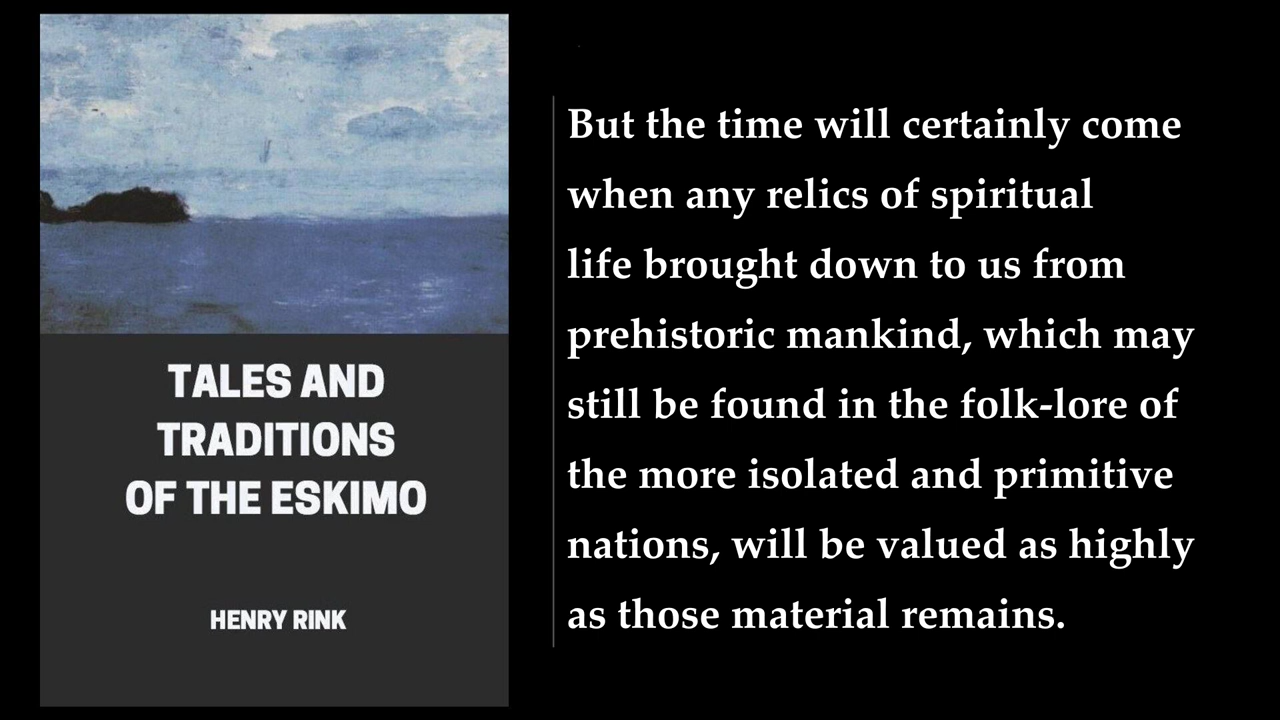 TALES AND
TRADITIONS
OF THE ESKIMO
HENRY RINK
But the time will certainly come
when any relics of spiritual
life brought down to us from
prehistoric mankind, which may
still be found in the folk-lore of
the more isolated and primitive
nations, will be valued as highly
as those material remains.